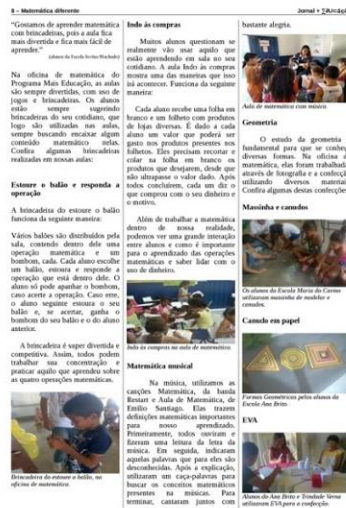 8 – Matemática diferente
Jornal + EducAção
"Gostamos de aprender matemática
com brincadeiras, pois a aula fica
mais divertida e fica mais fácil de
aprender."
Na oficina de matemática do
Programa Mais Educação, as aulas
são sempre divertidas, com uso de
jogos e brincadeiras. Os alunos
estão sempre sugerindo
brincadeiras do seu cotidiano, que
logo são utilizadas nas aulas,
sempre buscando encaixar algum
conteúdo matemático nelas.
Confira algumas brincadeiras
realizadas em nossas aulas:
Estoure o balão e responda a
operação
A brincadeira do estoure o balão
funciona da seguinte maneira:
Vários balões são distribuídos pela
sala, contendo dentro dele uma
operação matemática e um
bombom, cada. Cada aluno escolhe
um balão, estoura e responde a
operação que está dentro dele. O
aluno só pode apanhar o bombom,
caso acerte a operação. Caso erre,
o aluno seguinte estoura o seu
balão e, se acertar, ganha o
bombom do seu balão e o do aluno
anterior.
A brincadeira é super divertida e
competitiva. Assim, todos podem
trabalhar sua concentração e
praticar aquilo que aprendeu sobre
as quatro operações matemáticas.
Brincadeira do estoure o balão, na
oficina de matemática.
Indo às compras
Muitos alunos questionam se
realmente vão usar aquilo que
estão aprendendo em sala no seu
cotidiano. A aula Indo às compras
mostra uma das maneiras que isso
irá acontecer. Funciona da seguinte
maneira:
Cada aluno recebe uma folha em
branco e um folheto com produtos
de lojas diversas. É dado a cada
aluno um valor que poderá ser
gasto nos produtos presentes nos
folhetos. Eles precisam recortar e
colar na folha em branco os
produtos que desejarem, desde que
não ultrapasse o valor dado. Após
todos concluírem, cada um diz o
que comprou com o seu dinheiro e
o motivo.
Além de trabalhar a matemática
dentro de nossa realidade,
podemos ver uma grande interação
entre alunos e como é importante
para o aprendizado das operações
matemáticas e saber lidar com o
uso de dinheiro.
Indo às compras na aula de matemática.
Matemática musical
Na música, utilizamos as
canções Matemática, da banda
Restart e Aula de Matemática, de
Emílio Santiago. Elas trazem
definições matemáticas importantes
para nosso aprendizado.
Primeiramente, todos ouviram e
fizeram uma leitura da letra da
música. Em seguida, indicaram
aquelas palavras que para eles são
desconhecidas. Após a explicação,
utilizaram um caça-palavras para
buscar os conceitos matemáticos
presentes na músicas. Para
terminar, cantaram juntos com
bastante alegria.
Aula de matemática com música.
Geometria
O estudo da geometria
fundamental para que se conheç
diversas formas. Na oficina d
matemática, elas foram trabalhada
através de fotografia e a confecçã
utilizando diversos materiai
Confira algumas destas confecções
Massinha e canudos
Os alunos da Escola Maria do Carmo
utilizaram massinha de modelar e
canudos.
Canudo em papel
Formas Geométricas pelos alunos da
Escola Ana Brito.
EVA
Alunos da Ana Brito e Trindade Verna
utilizaram EVA para a confecção.